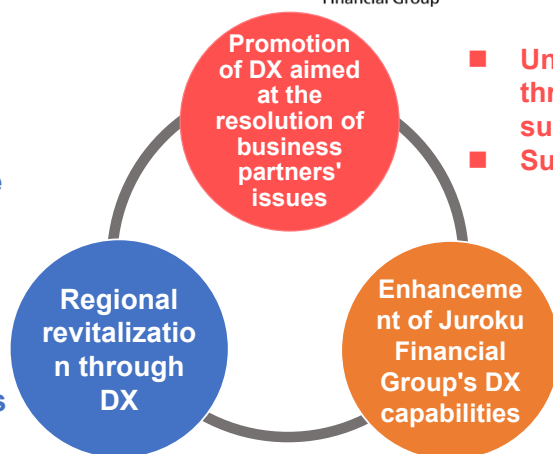 Financial Group
Promotion
of DX aimed
at the
resolution of
business
partners'
issues
Regional
revitalizatio
n through
DX
Enhanceme
nt of Juroku
Financial
Group's DX
capabilities